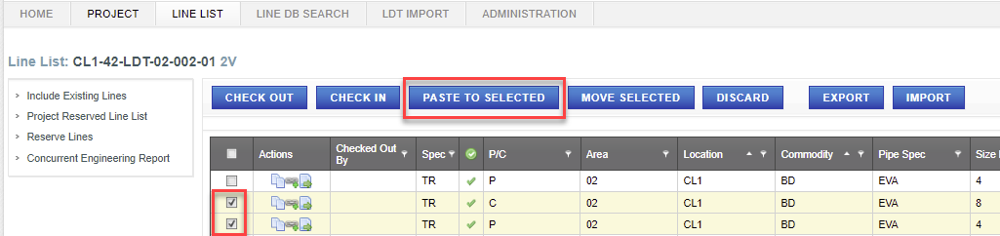 HOME PROJECT LINE LIST LINE DB SEARCH LDT IMPORT ADMINISTRATION
Line List: CL1-42-LDT-02-002-01 2V
Include Existing Lines
Project Reserved Line List
Reserve Lines
Concurrent Engineering Report
CHECK OUT CHECK IN PASTE TO SELECTED MOVE SELECTED DISCARD EXPORT IMPORT
Actions Checked Out By Spec P/C Area Location Commodity Pipe Spec Size
TR P 02 CL1 BD EVA 4
TR C 02 CL1 BD EVA 8
TR P 02 CL1 BD EVA 4